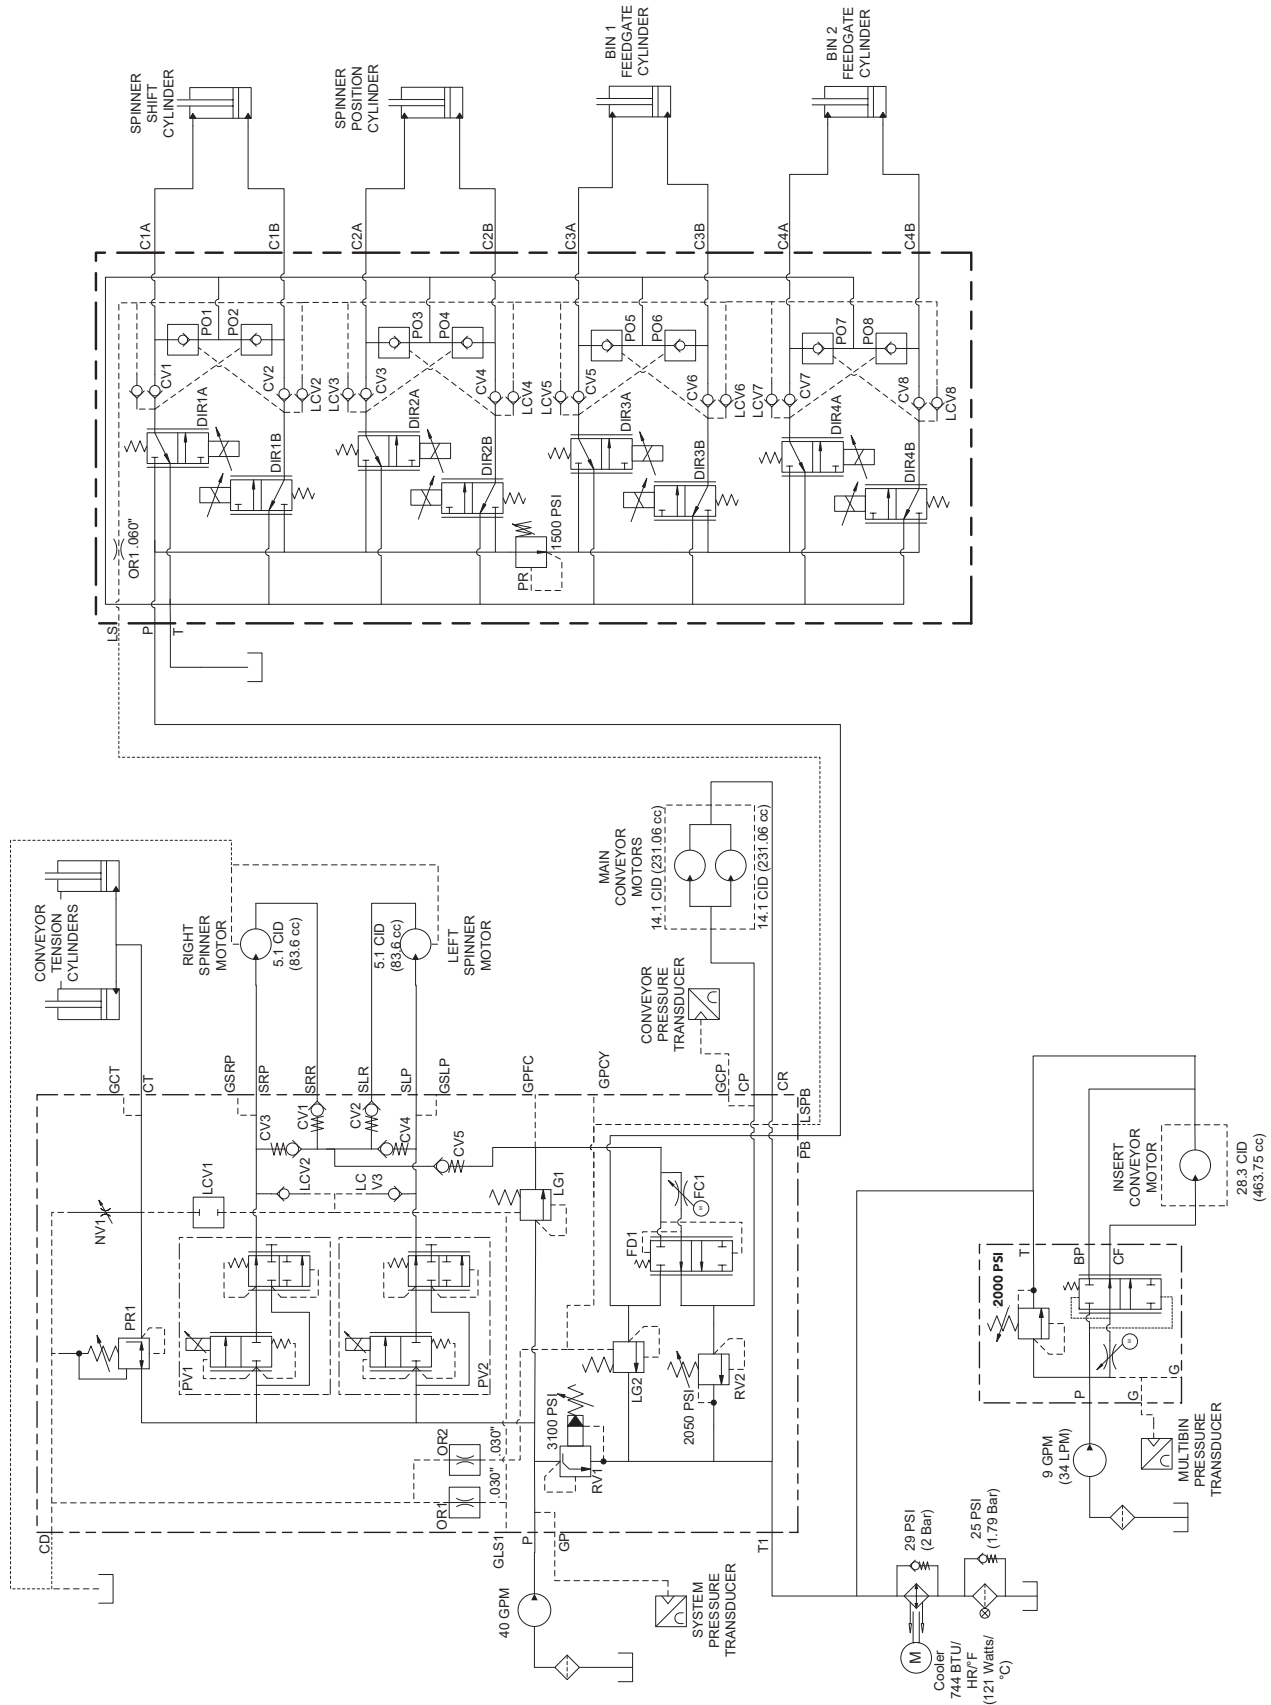 SPINNER
SHIFT
CYLINDER
SPINNER
POSITION
CYLINDER
BIN 1
FEEDGATE
CYLINDER
BIN 2
FEEDGATE
CYLINDER
C1A
C1B
C2A
C2B
C3A
C3B
C4A
C4B
PO1
PO2
PO3
PO4
PO5
PO6
PO7
PO8
CV1
CV2
LCV2
LCV3
CV3
CV4
LCV4
LCV5
CV5
CV6
LCV6
LCV7
CV7
CV8
LCV8
DIR1A
DIR1B
DIR2A
DIR2B
DIR3A
DIR3B
DIR4A
DIR4B
OR1 .060"
PR
1500 PSI
LS
P
T
CONVEYOR
TENSION
CYLINDERS
RIGHT
SPINNER
MOTOR
5.1 CID
(83.6 cc)
5.1 CID
(83.6 cc)
LEFT
SPINNER
MOTOR
MAIN
CONVEYOR
MOTORS
14.1 CID (231.06 cc)
14.1 CID (231.06 cc)
CONVEYOR
PRESSURE
TRANSDUCER
GCT
CT
GSRP
SRP
SRR
SLR
SLP
GSLP
GPFC
GPCY
GCP
CP
CR
LSPB
PB
NV1
LCV1
CV3
CV1
LCV2
CV2
CV4
LC
V3
CV5
LG1
FC1
M
FD1
PR1
PV1
PV2
LG2
RV2
2050 PSI
3100 PSI
RV1
OR2
.030"
OR1
.030"
CD
GLS1
P
GP
T1
40 GPM
SYSTEM
PRESSURE
TRANSDUCER
INSERT
CONVEYOR
MOTOR
28.3 CID
(463.75 cc)
T
BP
CF
2000 PSI
M
P
G
G
9 GPM
(34 LPM)
MULTIBIN
PRESSURE
TRANSDUCER
29 PSI
(2 Bar)
25 PSI
(1.79 Bar)
M
Cooler
744 BTU/
HR/°F
(121 Watts/
°C)